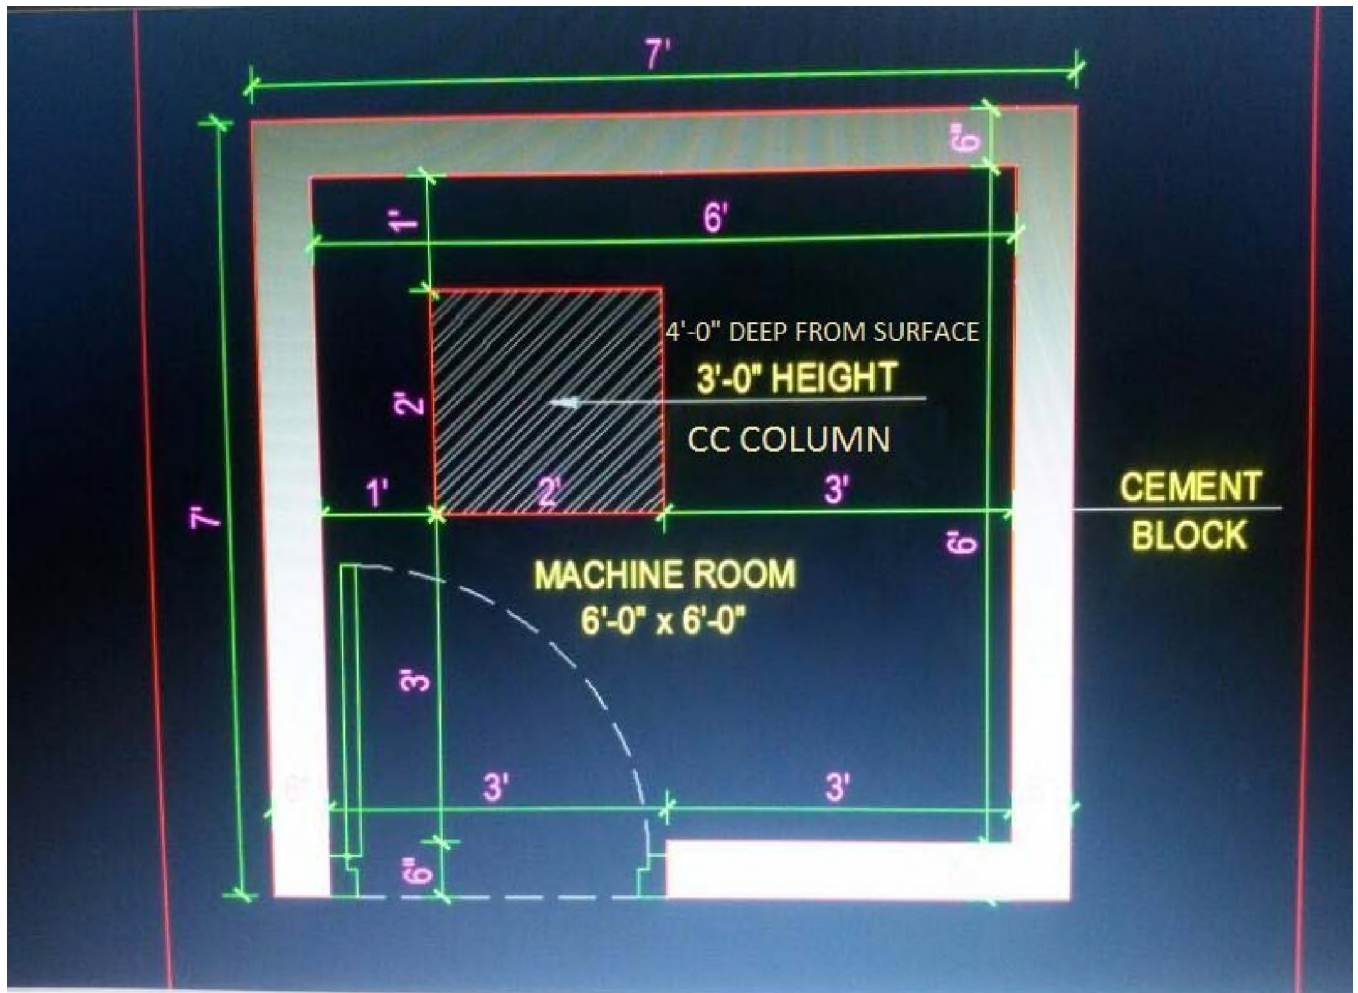 7'
6"
1'
6'
4'-0" DEEP FROM SURFACE
3'-0" HEIGHT
2'
CC COLUMN
1'
2'
3'
CEMENT
BLOCK
7'
6'
MACHINE ROOM
6'-0" x 6'-0"
3'
3'
3'
6"